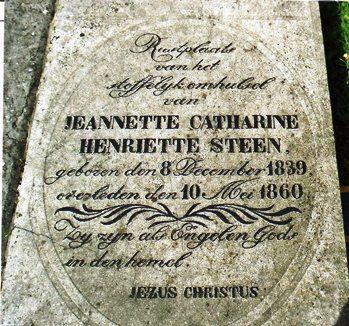 Rustplaats
van het
stoffelyk omhulsel
van
JEANNETTE CATHARINE
HENRIETTE STEEN,
geboren den 8 December 1839.
overleden den 10 Mei 1860.
Zy zyn als Engelen Gods
in den hemel
JEZUS CHRISTUS